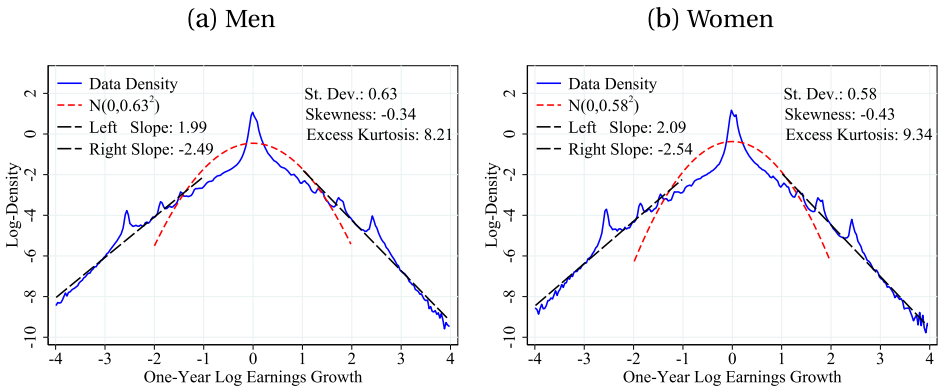 (a) Men
Data Density
N(0,0.63²)
Left Slope: 1.99
Right Slope: -2.49
St. Dev.: 0.63
Skewness: -0.34
Excess Kurtosis: 8.21
Log-Density
2
0
-2
-4
-6
-8
-10
-4 -3 -2 -1 0 1 2 3 4
One-Year Log Earnings Growth
(b) Women
Data Density
N(0,0.58²)
Left Slope: 2.09
Right Slope: -2.54
St. Dev.: 0.58
Skewness: -0.43
Excess Kurtosis: 9.34
Log-Density
2
0
-2
-4
-6
-8
-10
-4 -3 -2 -1 0 1 2 3 4
One-Year Log Earnings Growth